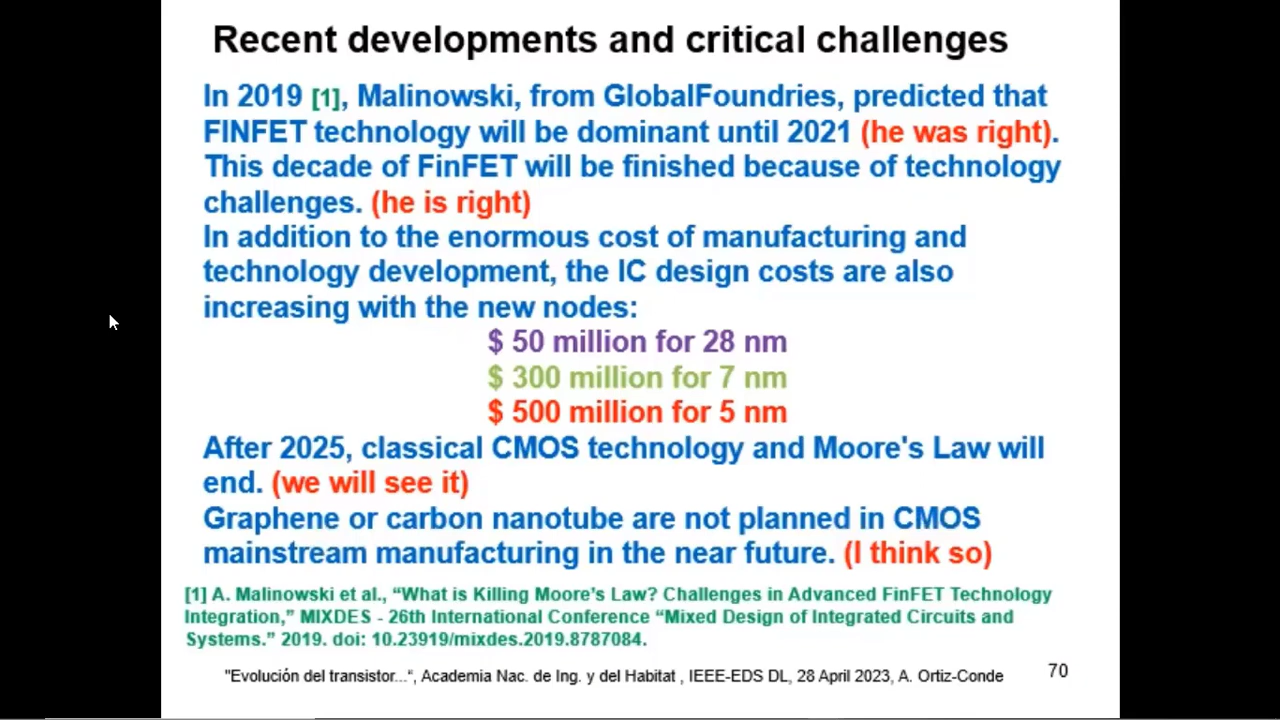 Recent developments and critical challenges
In 2019 [1], Malinowski, from GlobalFoundries, predicted that
FINFET technology will be dominant until 2021 (he was right).
This decade of FinFET will be finished because of technology
challenges. (he is right)
In addition to the enormous cost of manufacturing and
technology development, the IC design costs are also
increasing with the new nodes:
$ 50 million for 28 nm
$ 300 million for 7 nm
$ 500 million for 5 nm
After 2025, classical CMOS technology and Moore's Law will
end. (we will see it)
Graphene or carbon nanotube are not planned in CMOS
mainstream manufacturing in the near future. (I think so)
[1] A. Malinowski et al., “What is Killing Moore’s Law? Challenges in Advanced FinFET Technology
Integration,” MIXDES - 26th International Conference “Mixed Design of Integrated Circuits and
Systems.” 2019. doi: 10.23919/mixdes.2019.8787084.
"Evolución del transistor...“, Academia Nac. de Ing. y del Habitat , IEEE-EDS DL, 28 April 2023, A. Ortiz-Conde
70